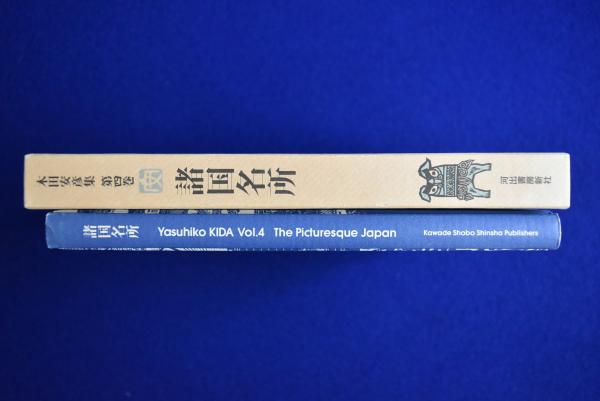 木田安彦集 第四巻
諸国名所
河出書房新社
諸国名所
Yasuhiko KIDA Vol.4 The Picturesque Japan
Kawade Shobo Shinsha Publishers